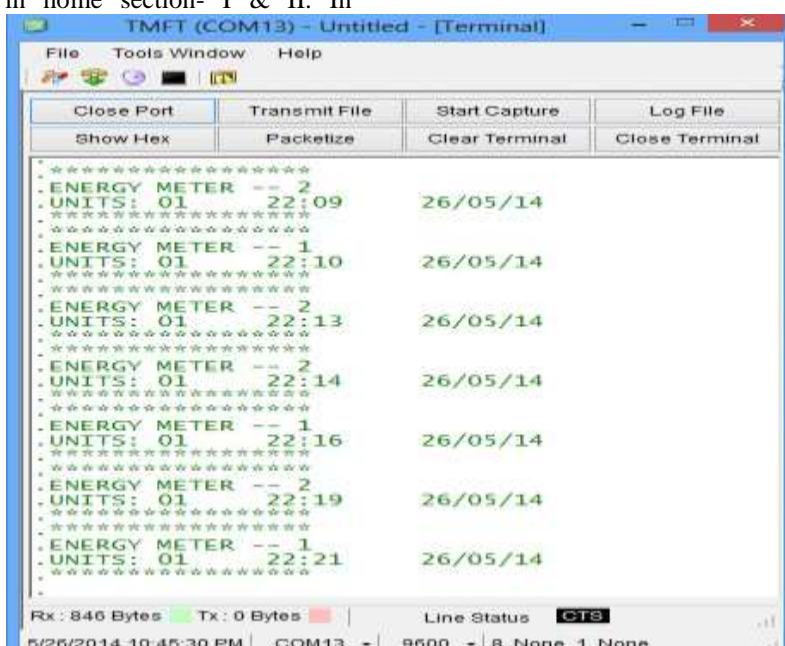 in home section- I & II. In
TMFT (COM13) - Untitled - [Terminal]
File Tools Window Help
Close Port Transmit File Start Capture Log File
Show Hex Packetize Clear Terminal Close Terminal
. ******************
. ENERGY METER -- 2
. UNITS: 01 22:09 26/05/14
. ******************
. ******************
. ENERGY METER -- 1
. UNITS: 01 22:10 26/05/14
. ******************
. ******************
. ENERGY METER -- 2
. UNITS: 01 22:13 26/05/14
. ******************
. ******************
. ENERGY METER -- 2
. UNITS: 01 22:14 26/05/14
. ******************
. ******************
. ENERGY METER -- 1
. UNITS: 01 22:16 26/05/14
. ******************
. ******************
. ENERGY METER -- 2
. UNITS: 01 22:19 26/05/14
. ******************
. ******************
. ENERGY METER -- 1
. UNITS: 01 22:21 26/05/14
. ******************
.
Rx : 846 Bytes Tx : 0 Bytes Line Status CTS
5/26/2014 10:45:30 PM COM13 - 9600 - 8 None 1 None